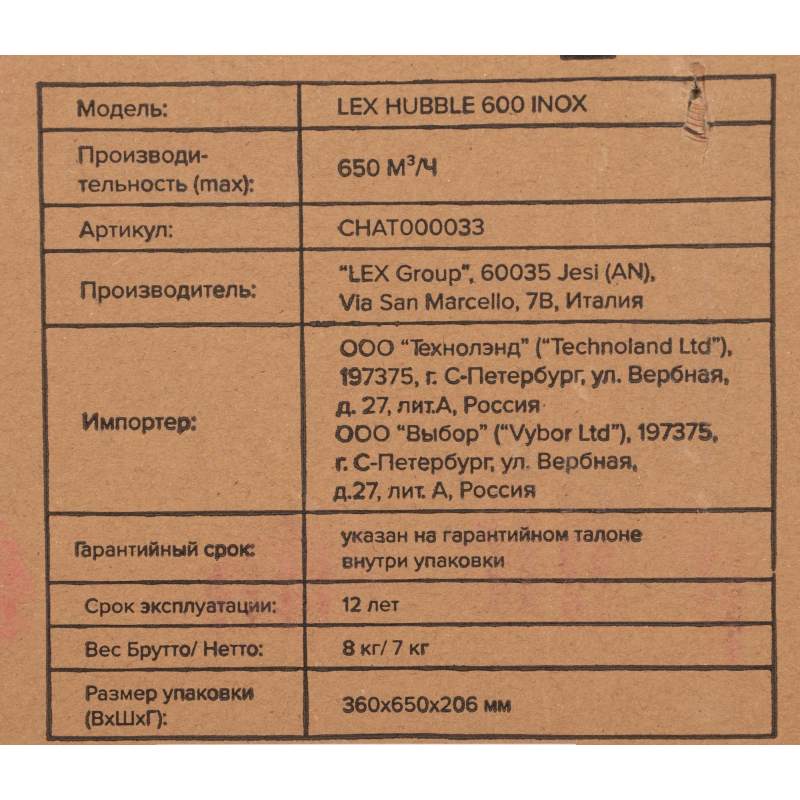 Модель: LEX HUBBLE 600 INOX
Производи-
тельность (max): 650 М³/Ч
Артикул: CHAT000033
Производитель: “LEX Group”, 60035 Jesi (AN),
Via San Marcello, 7B, Италия
Импортер: ООО “Технолэнд” (“Technoland Ltd”),
197375, г. С-Петербург, ул. Вербная,
д. 27, лит.А, Россия
ООО “Выбор” (“Vybor Ltd”), 197375,
г. С-Петербург, ул. Вербная,
д.27, лит. А, Россия
Гарантийный срок: указан на гарантийном талоне
внутри упаковки
Срок эксплуатации: 12 лет
Вес Брутто/ Нетто: 8 кг/ 7 кг
Размер упаковки
(ВхШхГ): 360х650х206 мм